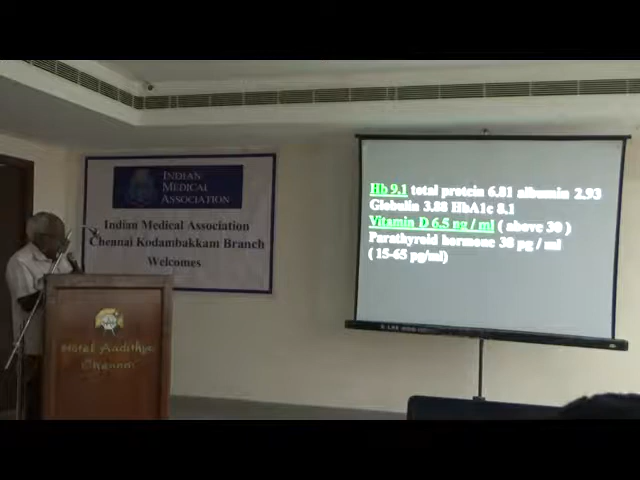 INDIAN
MEDICAL
ASSOCIATION
Indian Medical Association
Chennai Kodambakkam Branch
Welcomes
Hb 9.1 total protein 6.81 albumin 2.93
Globulin 3.88 HbA1c 8.1
Vitamin D 6.5 ng / ml ( above 30 )
Parathyroid hormone 38 pg / ml
( 15-65 pg/ml)
Hotel Aadithya
Chennai